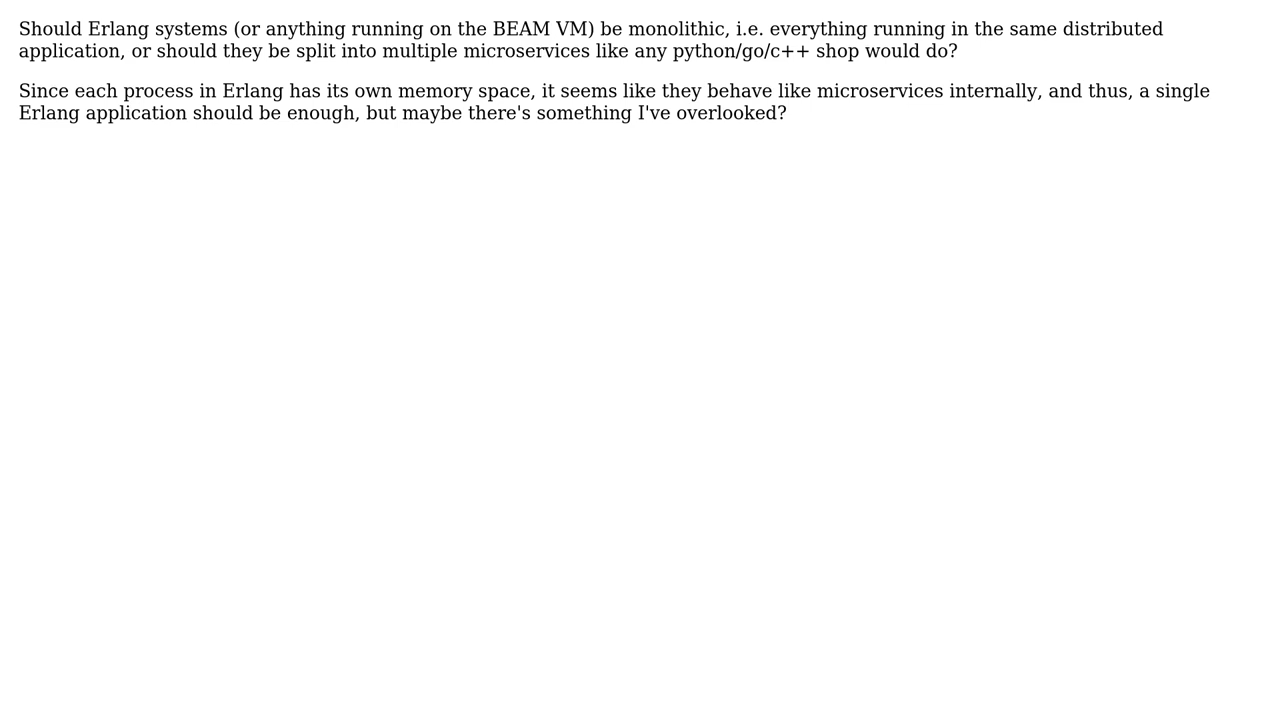 Should Erlang systems (or anything running on the BEAM VM) be monolithic, i.e. everything running in the same distributed
application, or should they be split into multiple microservices like any python/go/c++ shop would do?
Since each process in Erlang has its own memory space, it seems like they behave like microservices internally, and thus, a single
Erlang application should be enough, but maybe there's something I've overlooked?